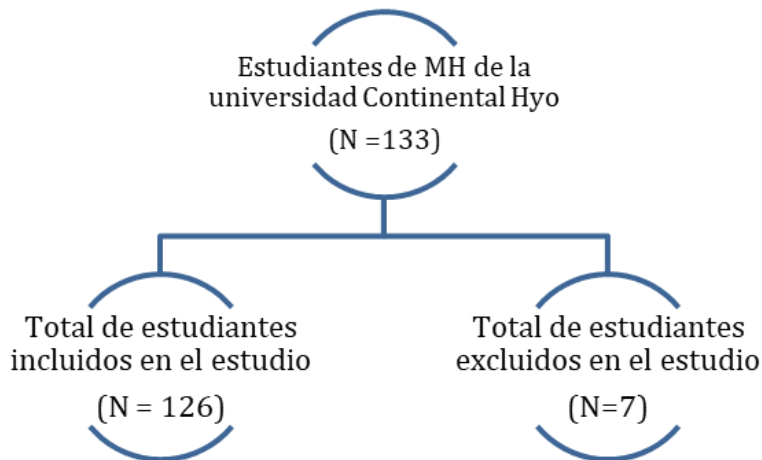 Estudiantes de MH de la
universidad Continental Hyo
(N =133)
Total de estudiantes
incluidos en el estudio
(N = 126)
Total de estudiantes
excluidos en el estudio
(N=7)